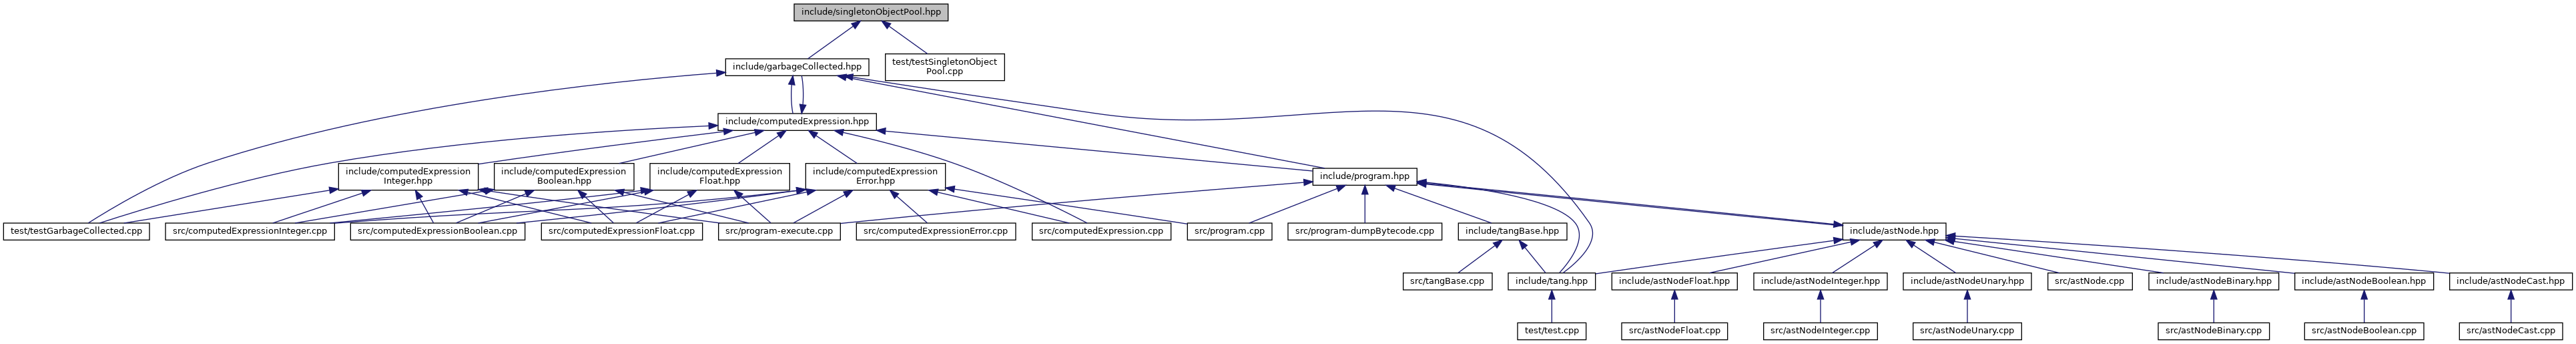 include/singletonObjectPool.hpp
include/garbageCollected.hpp
test/testSingletonObject
Pool.cpp
include/computedExpression.hpp
include/computedExpression
Integer.hpp
include/computedExpression
Boolean.hpp
include/computedExpression
Float.hpp
include/computedExpression
Error.hpp
include/program.hpp
test/testGarbageCollected.cpp
src/computedExpressionInteger.cpp
src/computedExpressionBoolean.cpp
src/computedExpressionFloat.cpp
src/program-execute.cpp
src/computedExpressionError.cpp
src/computedExpression.cpp
src/program.cpp
src/program-dumpBytecode.cpp
include/tangBase.hpp
include/astNode.hpp
src/tangBase.cpp
include/tang.hpp
include/astNodeFloat.hpp
include/astNodeInteger.hpp
include/astNodeUnary.hpp
src/astNode.cpp
include/astNodeBinary.hpp
include/astNodeBoolean.hpp
include/astNodeCast.hpp
test/test.cpp
src/astNodeFloat.cpp
src/astNodeInteger.cpp
src/astNodeUnary.cpp
src/astNodeBinary.cpp
src/astNodeBoolean.cpp
src/astNodeCast.cpp